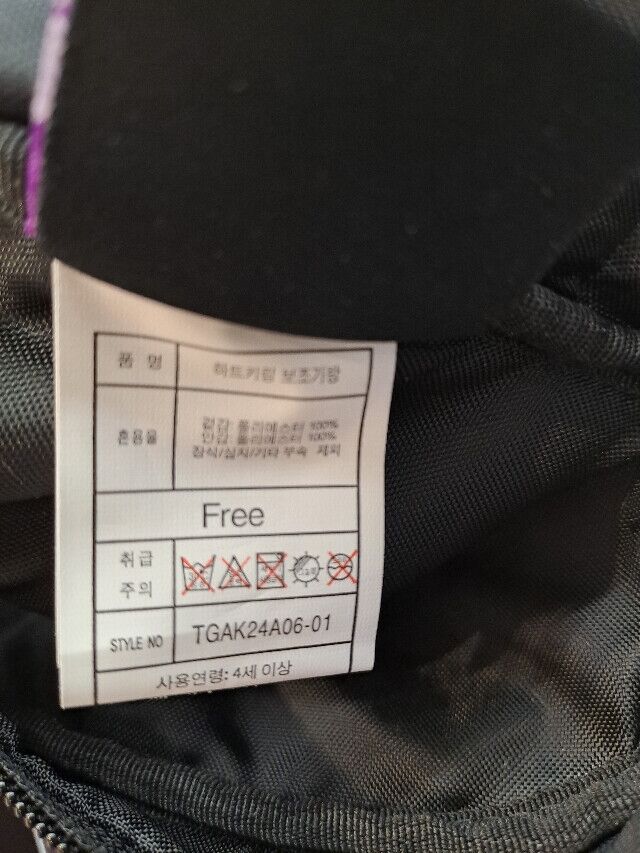 품 명 하드키링 보조가방
혼용율
겉감: 폴리에스터 100%
안감: 폴리에스터 100%
장식/심지/기타 부속 제외
Free
취급
주의
STYLE NO TGAK24A06-01
사용연령: 4세 이상